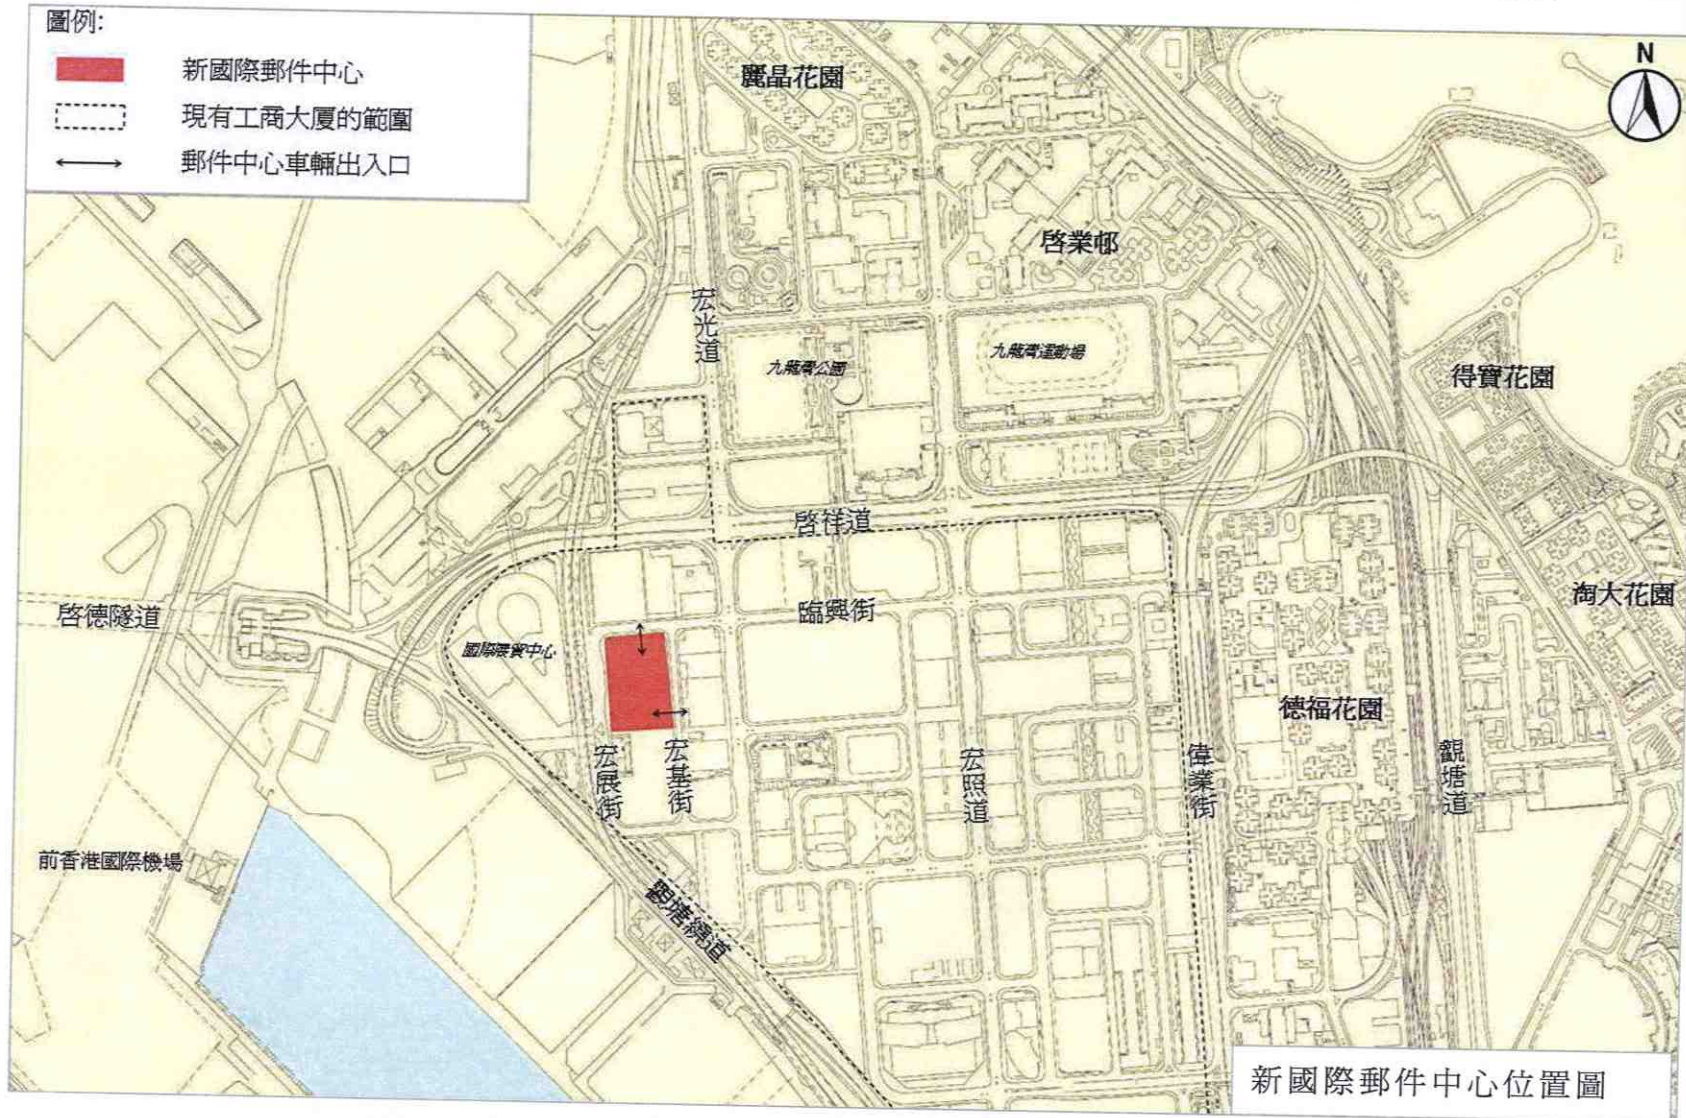 圖例:
新國際郵件中心
現有工商大廈的範圍
郵件中心車輛出入口
N
麗晶花園
啓業邨
宏光道
九龍灣公園
九龍灣運動場
得寶花園
啓祥道
啓德隧道
國際展貿中心
臨興街
淘大花園
德福花園
宏展街
宏基街
宏照道
偉業街
觀塘道
前香港國際機場
觀塘繞道
新國際郵件中心位置圖